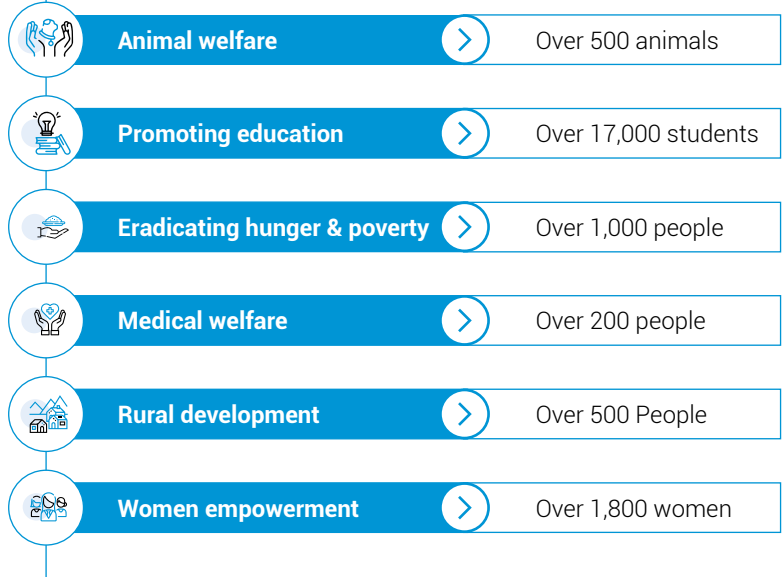 Animal welfare
Over 500 animals
Promoting education
Over 17,000 students
Eradicating hunger & poverty
Over 1,000 people
Medical welfare
Over 200 people
Rural development
Over 500 People
Women empowerment
Over 1,800 women